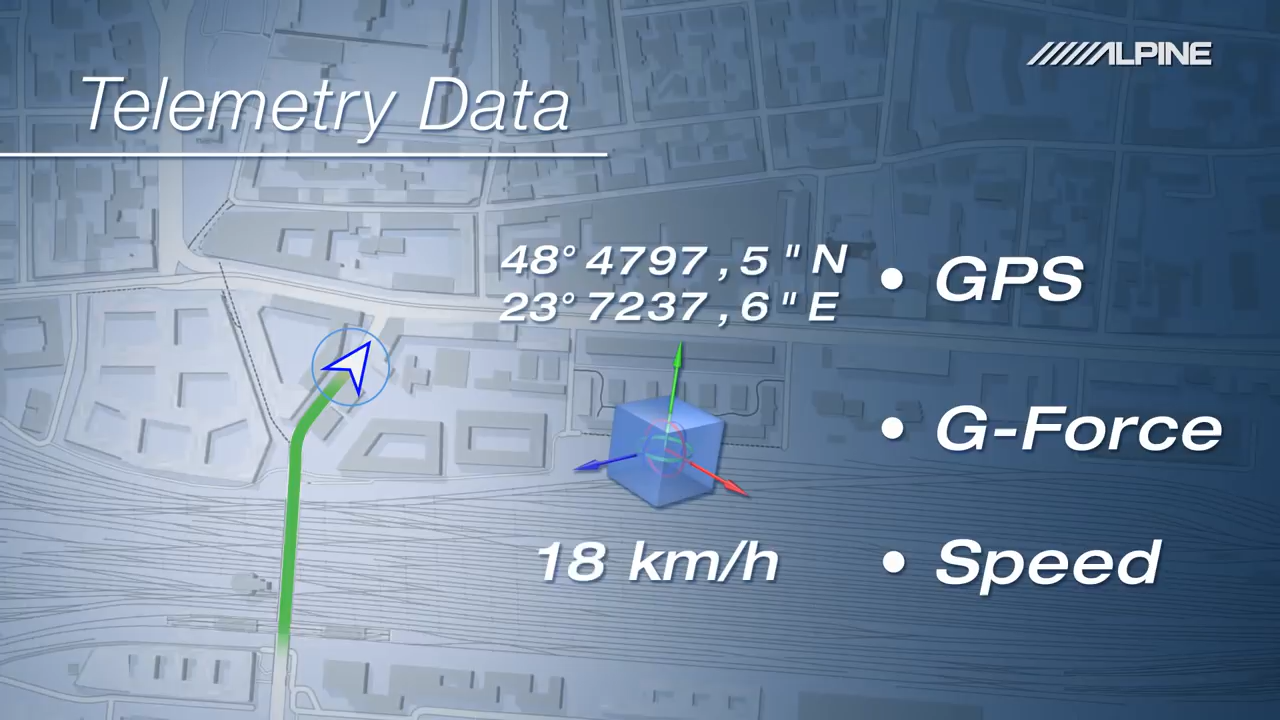 ALPINE
Telemetry Data
48° 4797 , 5 " N
23° 7237 , 6 " E
• GPS
• G-Force
18 km/h
• Speed